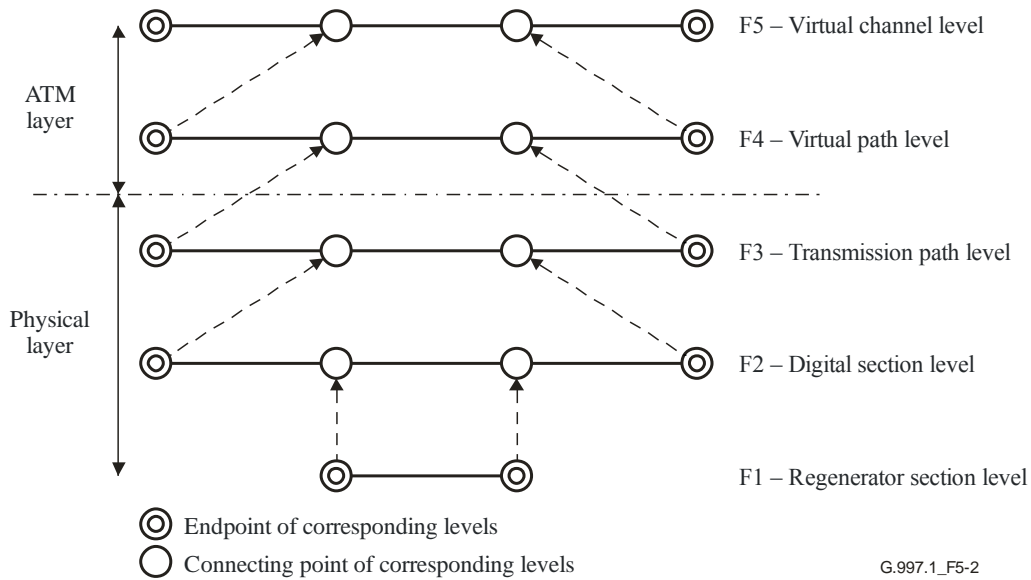 F5 – Virtual channel level
ATM
layer
F4 – Virtual path level
F3 – Transmission path level
Physical
layer
F2 – Digital section level
F1 – Regenerator section level
Endpoint of corresponding levels
Connecting point of corresponding levels
G.997.1_F5-2